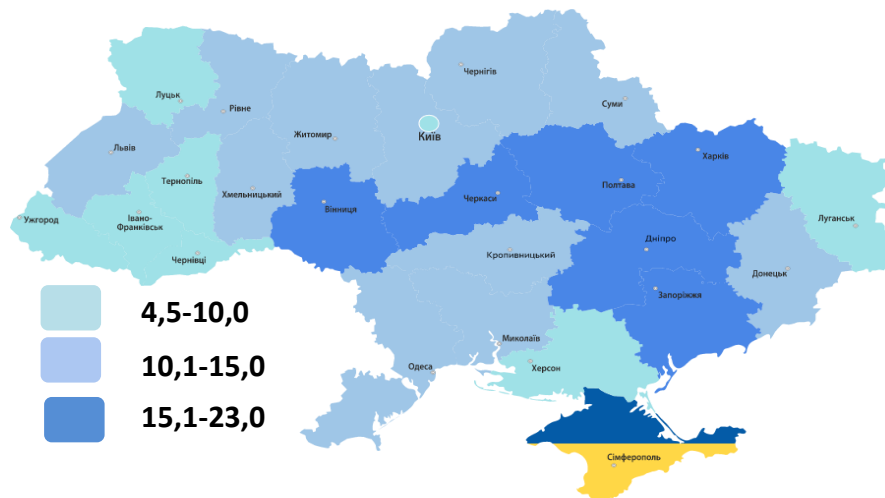 Чернігів
Луцьк
Рівне
Суми
Житомир
Київ
Львів
Харків
Тернопіль
Хмельницький
Полтава
Черкаси
Вінниця
Ужгород
Івано-
Франківськ
Луганськ
Дніпро
Кропивницький
Чернівці
Донецьк
Запоріжжя
4,5-10,0
Миколаїв
10,1-15,0
Одеса
Херсон
15,1-23,0
Сімферополь